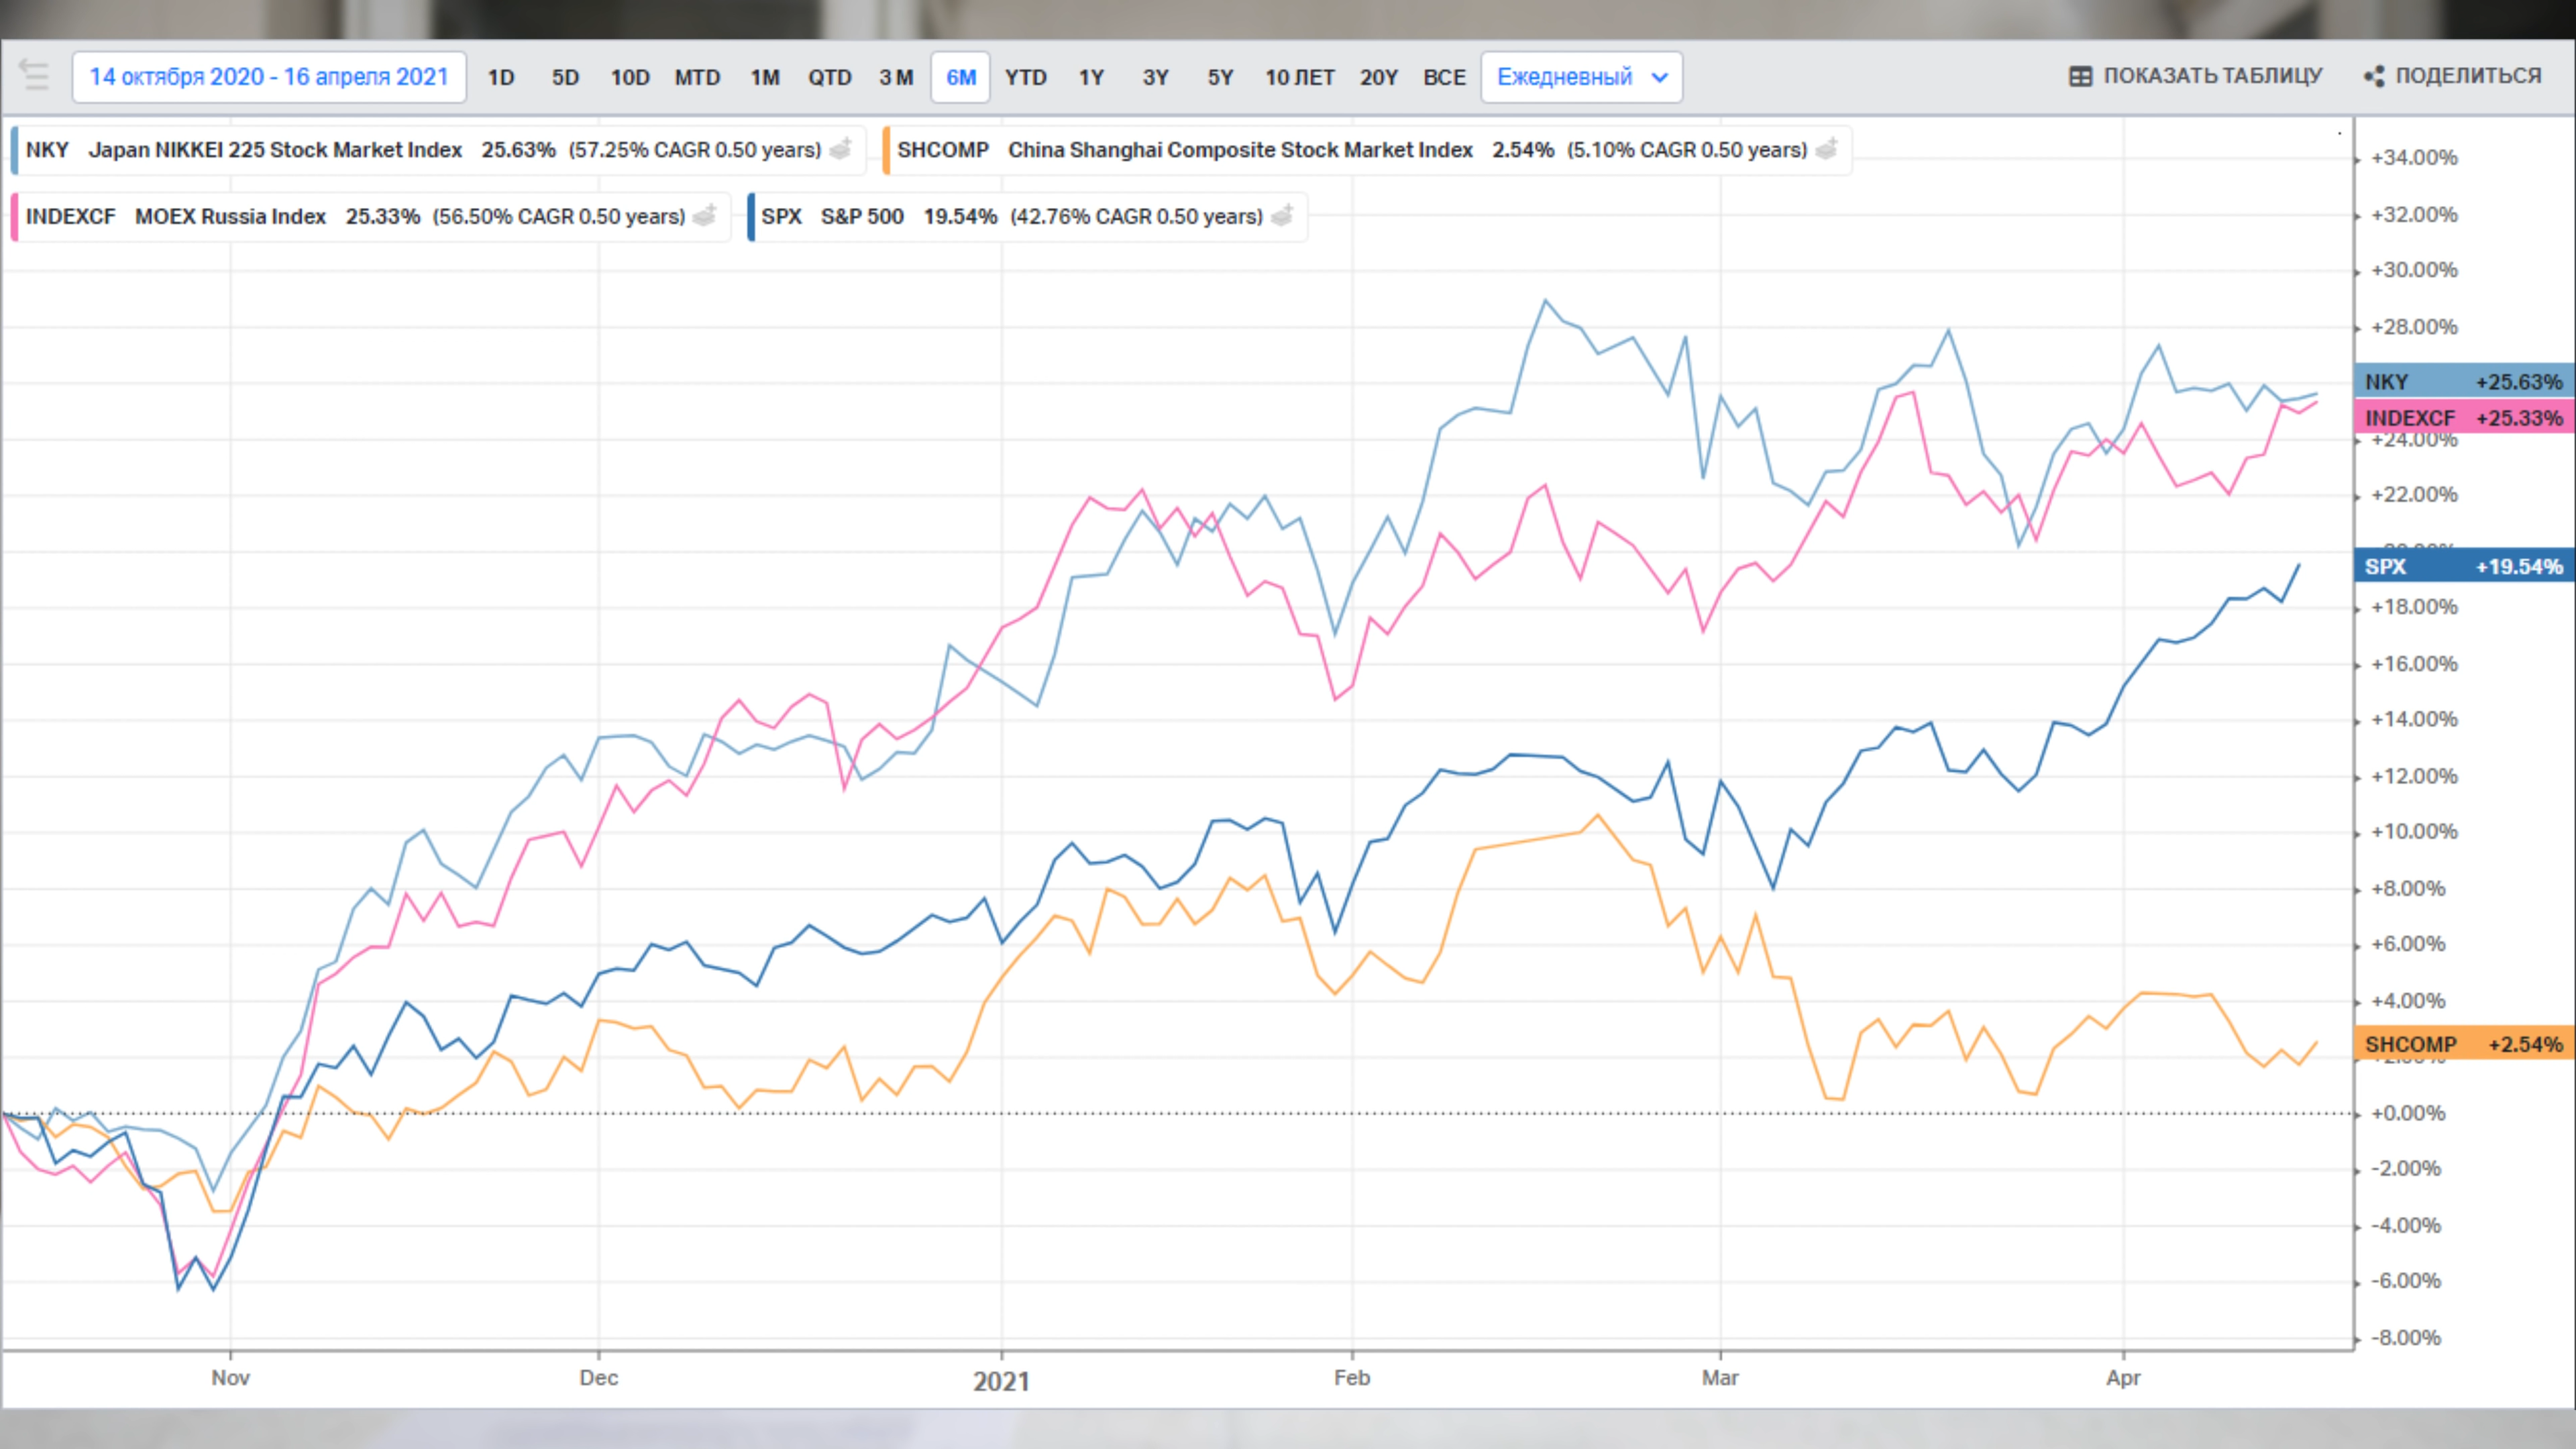 14 октября 2020 - 16 апреля 2021 1D 5D 10D MTD 1M QTD 3 M 6M YTD 1Y 3Y 5Y 10 ЛЕТ 20Y ВСЕ Ежедневный ПОКАЗАТЬ ТАБЛИЦУ ПОДЕЛИТЬСЯ
NKY Japan NIKKEI 225 Stock Market Index 25.63% (57.25% CAGR 0.50 years) SHCOMP China Shanghai Composite Stock Market Index 2.54% (5.10% CAGR 0.50 years)
INDEXCF MOEX Russia Index 25.33% (56.50% CAGR 0.50 years) SPX S&P 500 19.54% (42.76% CAGR 0.50 years)
+34.00%
+32.00%
+30.00%
+28.00%
NKY +25.63%
INDEXCF +25.33%
+24.00%
+22.00%
SPX +19.54%
+18.00%
+16.00%
+14.00%
+12.00%
+10.00%
+8.00%
+6.00%
+4.00%
SHCOMP +2.54%
+0.00%
-2.00%
-4.00%
-6.00%
-8.00%
Nov Dec 2021 Feb Mar Apr